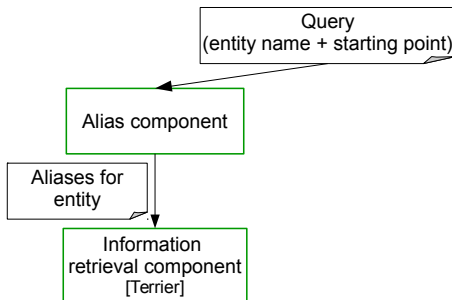 Query
(entity name + starting point)
Alias component
Aliases for
entity
Information
retrieval component
[Terrier]